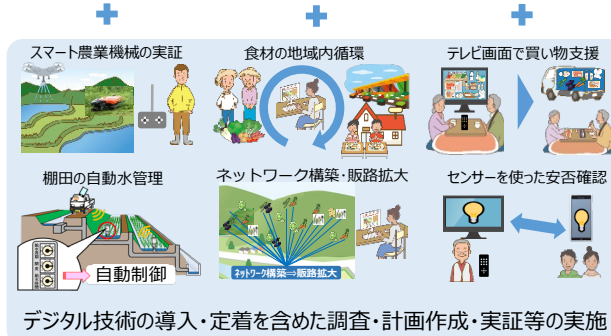 スマート農業機械の実証
食材の地域内循環
テレビ画面で買い物支援
棚田の自動水管理
ネットワーク構築・販路拡大
センサーを使った安否確認
自動制御
ネットワーク構築⇒販路拡大
デジタル技術の導入・定着を含めた調査・計画作成・実証等の実施